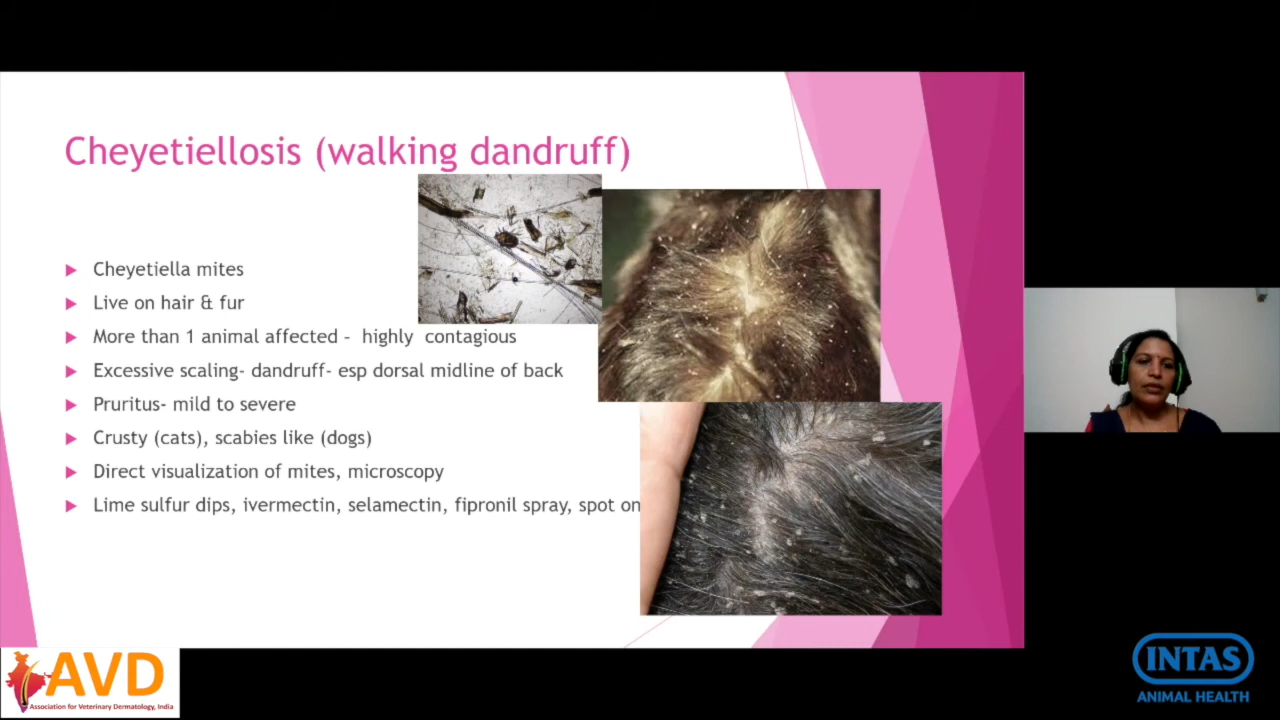 Cheyetiellosis (walking dandruff)
Cheyetiella mites
Live on hair & fur
More than 1 animal affected - highly contagious
Excessive scaling- dandruff- esp dorsal midline of back
Pruritus- mild to severe
Crusty (cats), scabies like (dogs)
Direct visualization of mites, microscopy
Lime sulfur dips, ivermectin, selamectin, fipronil spray, spot on
AVD
Association for Veterinary Dermatology, India
INTAS
ANIMAL HEALTH